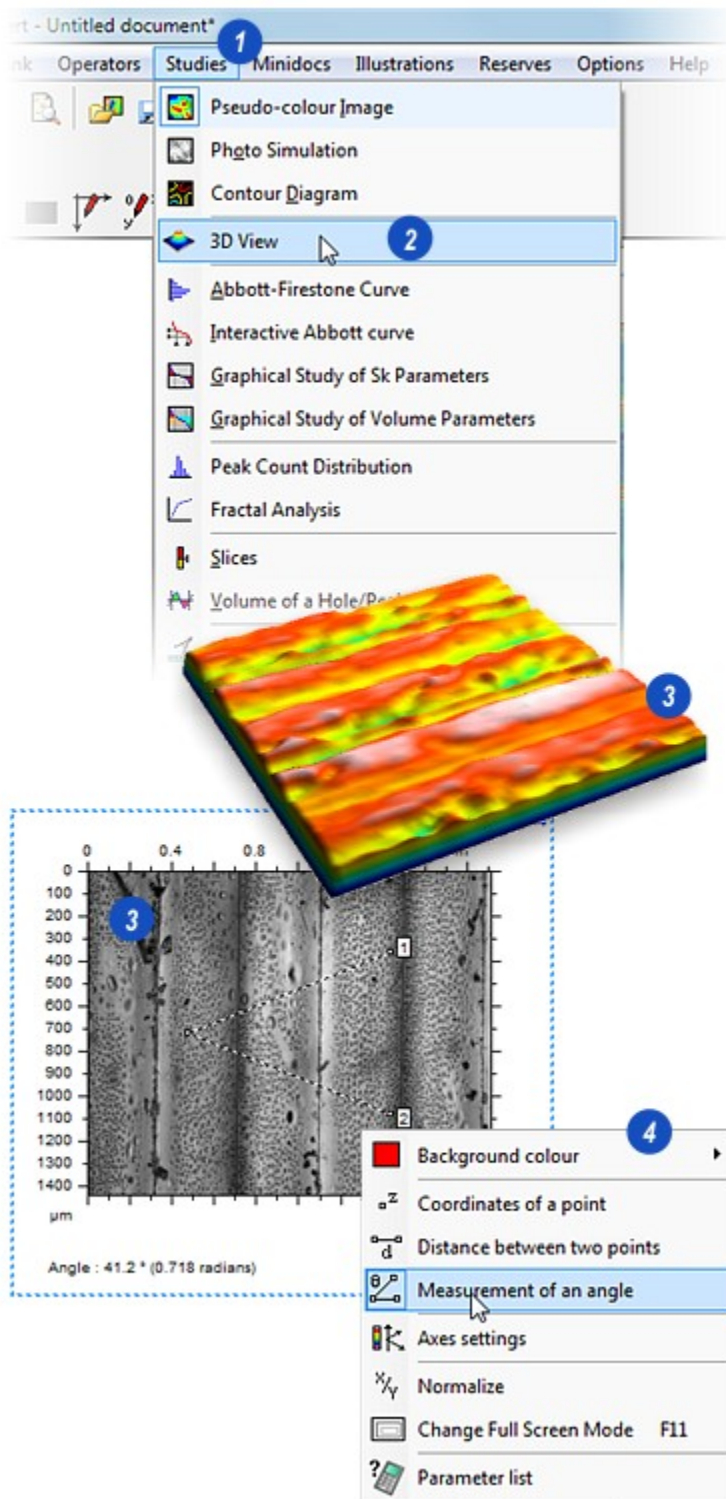 rt - Untitled document*
1
nk Operators Studies Minidocs Illustrations Reserves Options Help
Pseudo-colour Image
Photo Simulation
Contour Diagram
3D View 2
Abbott-Firestone Curve
Interactive Abbott curve
Graphical Study of Sk Parameters
Graphical Study of Volume Parameters
Peak Count Distribution
Fractal Analysis
Slices
Volume of a Hole/Pe
3
0 0.4 0.8
0
100
200
300
400
500
600
700
800
900
1000
1100
1200
1300
1400
µm
3
1
2
Angle : 41.2 ° (0.718 radians)
4
Background colour
z Coordinates of a point
d Distance between two points
θ Measurement of an angle
Axes settings
X/Y Normalize
Change Full Screen Mode F11
? Parameter list